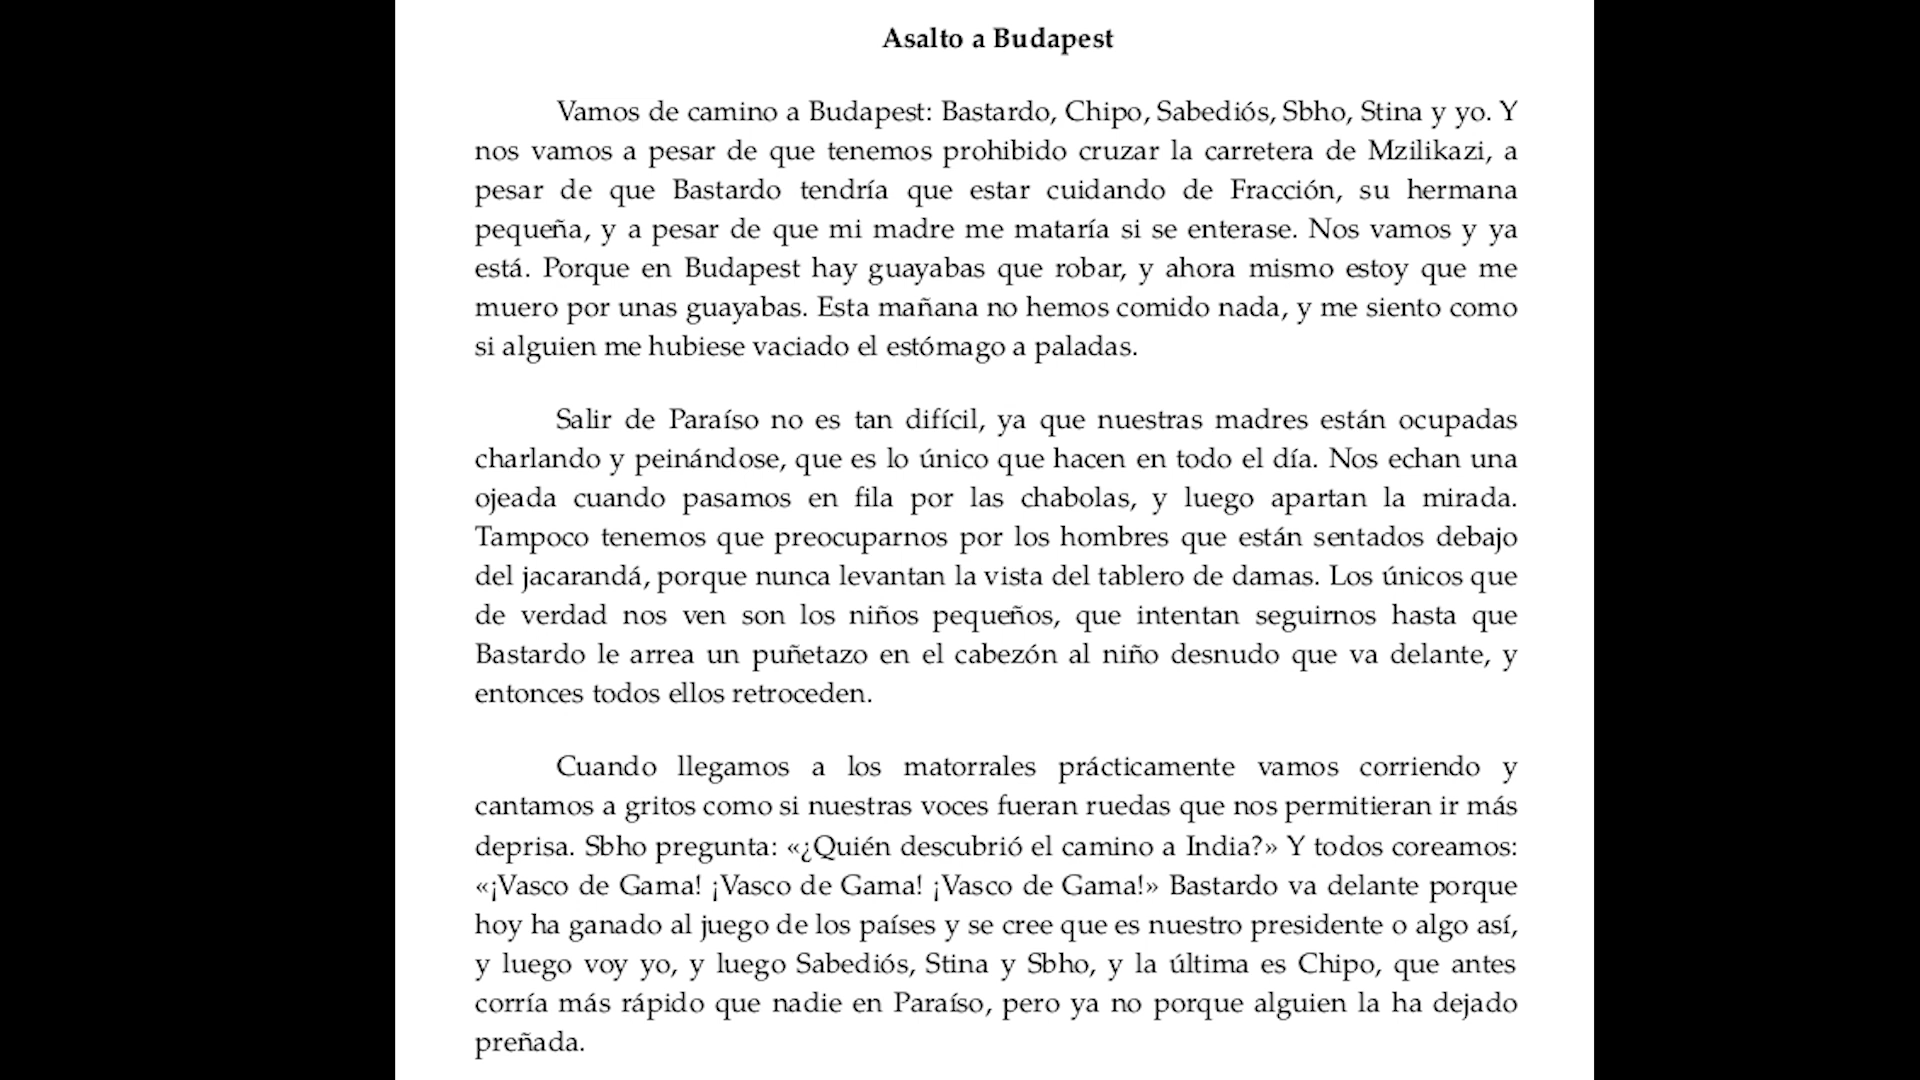 Asalto a Budapest
Vamos de camino a Budapest: Bastardo, Chipo, Sabediós, Sbho, Stina y yo. Y
nos vamos a pesar de que tenemos prohibido cruzar la carretera de Mzilikazi, a
pesar de que Bastardo tendría que estar cuidando de Fracción, su hermana
pequeña, y a pesar de que mi madre me mataría si se enterase. Nos vamos y ya
está. Porque en Budapest hay guayabas que robar, y ahora mismo estoy que me
muero por unas guayabas. Esta mañana no hemos comido nada, y me siento como
si alguien me hubiese vaciado el estómago a paladas.
Salir de Paraíso no es tan difícil, ya que nuestras madres están ocupadas
charlando y peinándose, que es lo único que hacen en todo el día. Nos echan una
ojeada cuando pasamos en fila por las chabolas, y luego apartan la mirada.
Tampoco tenemos que preocuparnos por los hombres que están sentados debajo
del jacarandá, porque nunca levantan la vista del tablero de damas. Los únicos que
de verdad nos ven son los niños pequeños, que intentan seguirnos hasta que
Bastardo le arrea un puñetazo en el cabezón al niño desnudo que va delante, y
entonces todos ellos retroceden.
Cuando llegamos a los matorrales prácticamente vamos corriendo y
cantamos a gritos como si nuestras voces fueran ruedas que nos permitieran ir más
deprisa. Sbho pregunta: «¿Quién descubrió el camino a India?» Y todos coreamos:
«¡Vasco de Gama! ¡Vasco de Gama! ¡Vasco de Gama!» Bastardo va delante porque
hoy ha ganado al juego de los países y se cree que es nuestro presidente o algo así,
y luego voy yo, y luego Sabediós, Stina y Sbho, y la última es Chipo, que antes
corría más rápido que nadie en Paraíso, pero ya no porque alguien la ha dejado
preñada.